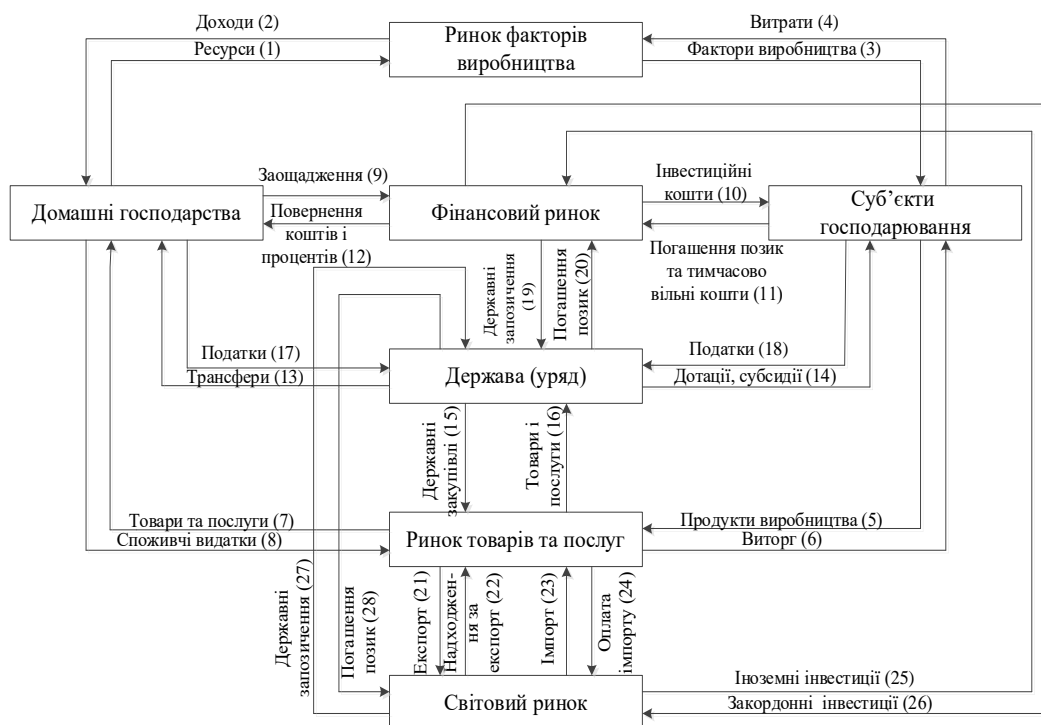 Доходи (2)
Ресурси (1)
Ринок факторів
виробництва
Витрати (4)
Фактори виробництва (3)
Заощадження (9)
Домашні господарства
Повернення
коштів і
процентів (12)
Фінансовий ринок
Інвестиційні
кошти (10)
Суб’єкти
господарювання
Погашення позик
та тимчасово
вільні кошти (11)
Державні
запозичення
(19)
Погашення
позик (20)
Податки (17)
Трансфери (13)
Держава (уряд)
Податки (18)
Дотації, субсидії (14)
Державні
закупівлі (15)
Товари і
послуги (16)
Товари та послуги (7)
Споживчі видатки (8)
Ринок товарів та послуг
Продукти виробництва (5)
Виторг (6)
Державні
запозичення (27)
Погашення
позик (28)
Експорт (21)
Надходжен-
ня за
експорт (22)
Імпорт (23)
Оплата
імпорту (24)
Світовий ринок
Іноземні інвестиції (25)
Закордонні інвестиції (26)